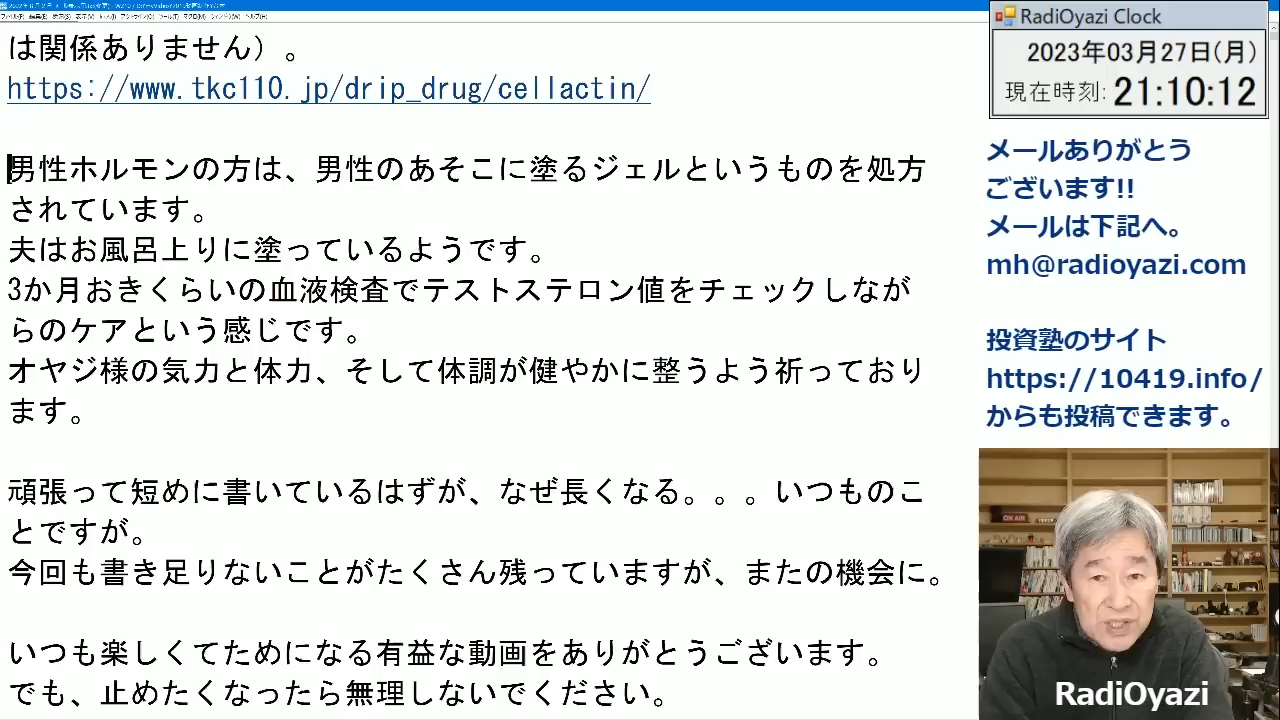 は関係ありません）。
https://www.tkc110.jp/drip_drug/cellactin/
男性ホルモンの方は、男性のあそこに塗るジェルというものを処方
されています。
夫はお風呂上りに塗っているようです。
3か月おきくらいの血液検査でテストステロン値をチェックしなが
らのケアという感じです。
オヤジ様の気力と体力、そして体調が健やかに整うよう祈っており
ます。
頑張って短めに書いているはずが、なぜ長くなる。。。いつものこ
とですが。
今回も書き足りないことがたくさん残っていますが、またの機会に。
いつも楽しくてためになる有益な動画をありがとうございます。
でも、止めたくなったら無理しないでください。
RadiOyazi Clock
2023年03月27日(月)
現在時刻: 21:10:12
メールありがとう
ございます!!
メールは下記へ。
mh@radioyazi.com
投資塾のサイト
https://10419.info/
からも投稿できます。
ON AIR
RadiOyazi